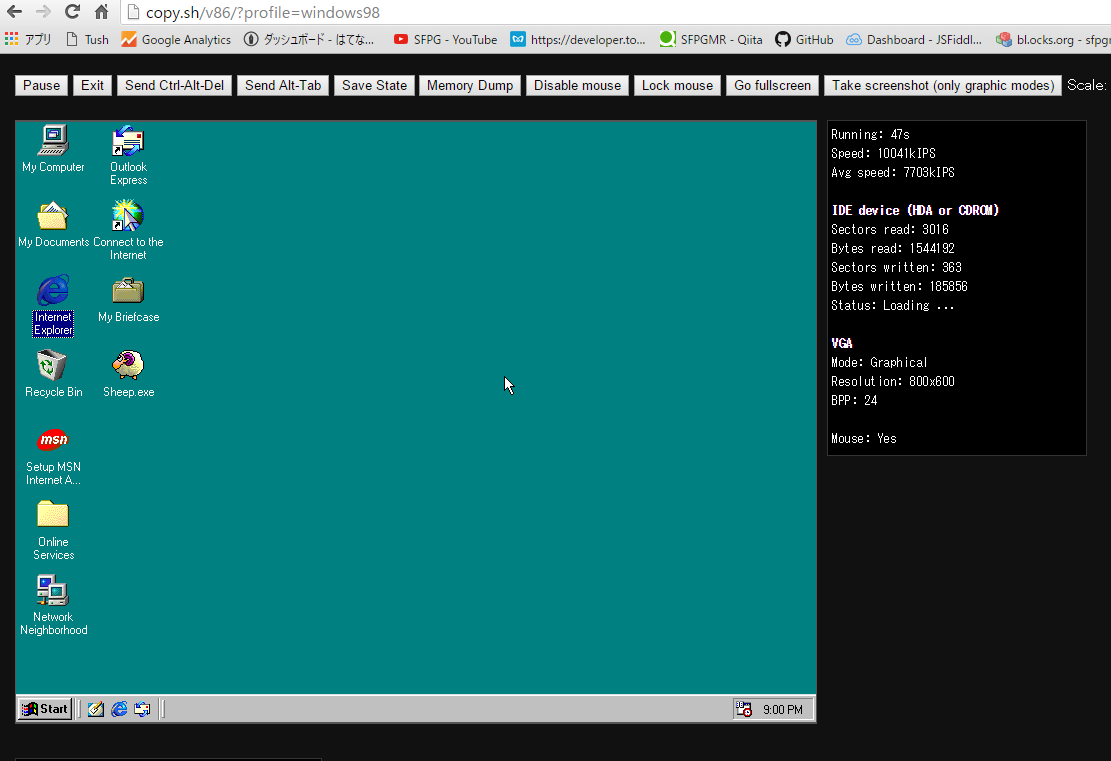 copy.sh/v86/?profile=windows98
アプリ Tush Google Analytics ダッシュボード - はてな... SFPG - YouTube https://developer.to... SFPGMR - Qiita GitHub Dashboard - JSFiddl... bl.ocks.org - sfpgm
Pause Exit Send Ctrl-Alt-Del Send Alt-Tab Save State Memory Dump Disable mouse Lock mouse Go fullscreen Take screenshot (only graphic modes) Scale:
My Computer
Outlook
Express
My Documents
Connect to the
Internet
Internet
Explorer
My Briefcase
Recycle Bin
Sheep.exe
msn
Setup MSN
Internet A...
Online
Services
Network
Neighborhood
Start
9:00 PM
Running: 47s
Speed: 10041kIPS
Avg speed: 7703kIPS
IDE device (HDA or CDROM)
Sectors read: 3016
Bytes read: 1544192
Sectors written: 363
Bytes written: 185856
Status: Loading ...
VGA
Mode: Graphical
Resolution: 800x600
BPP: 24
Mouse: Yes